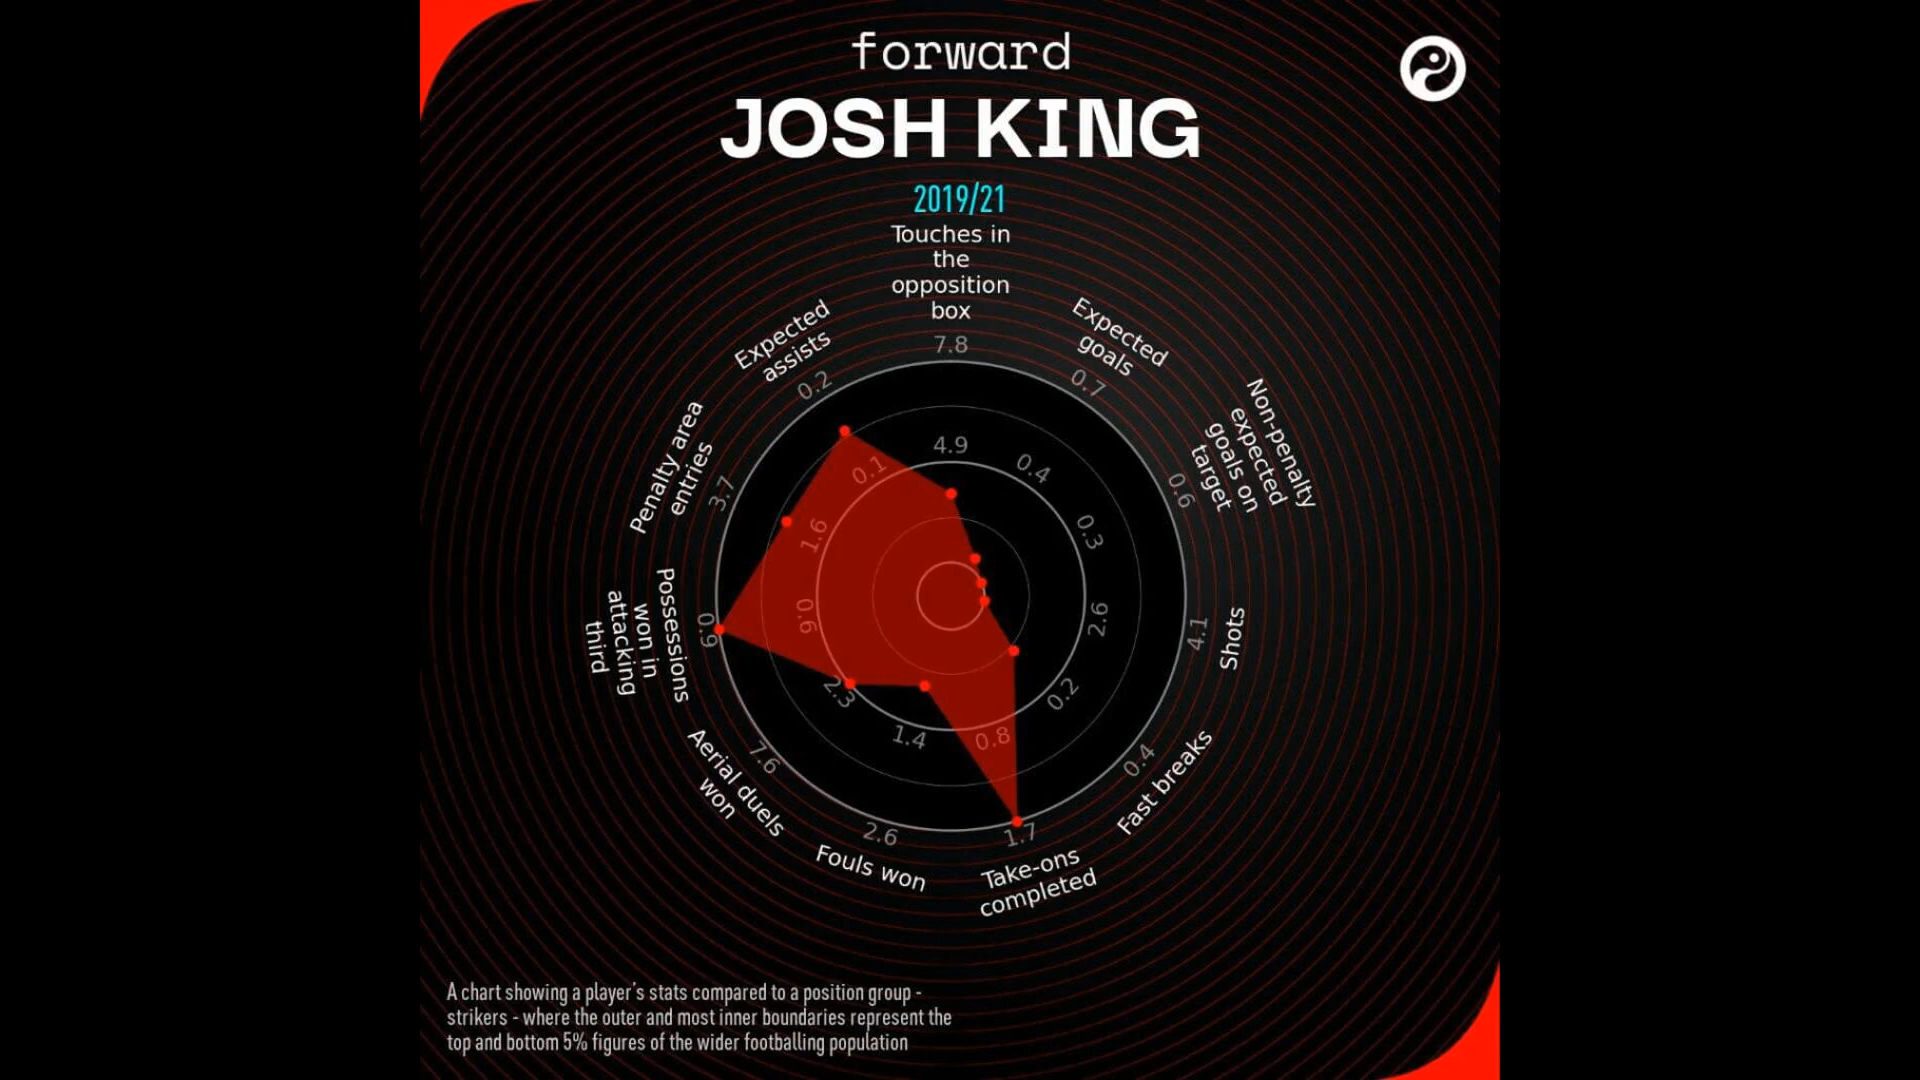 forward
JOSH KING
2019/21
Touches in
the
opposition
box
7.8
4.9
Expected
goals
0.7
0.4
Non-penalty
expected
goals on
target
0.6
0.3
Shots
4.1
2.6
Fast breaks
0.4
0.2
Take-ons
completed
1.7
0.8
Fouls won
2.6
1.4
Aerial duels
won
7.6
2.3
Possessions
won in
attacking
third
0.9
0.6
Penalty area
entries
3.7
1.6
Expected
assists
0.2
0.1
A chart showing a player's stats compared to a position group -
strikers - where the outer and most inner boundaries represent the
top and bottom 5% figures of the wider footballing population